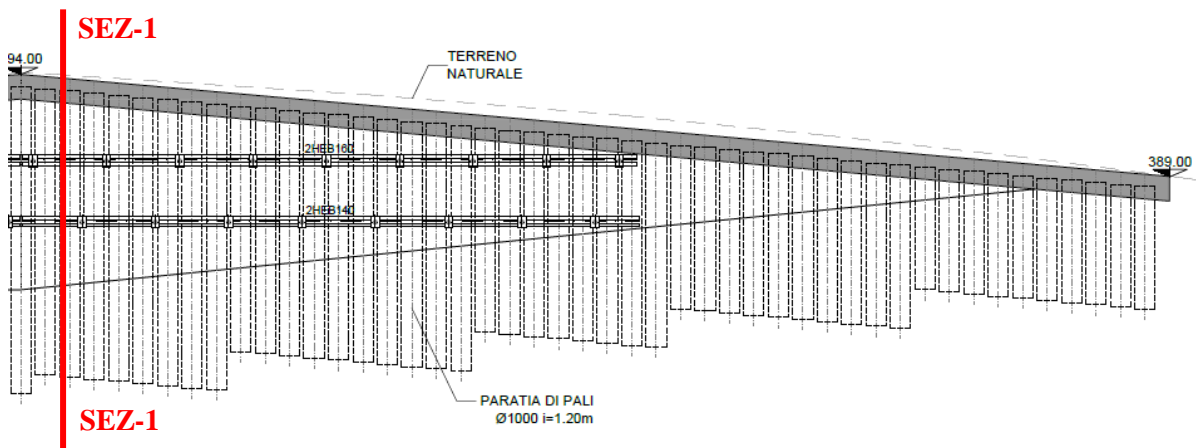 SEZ-1
94.00
TERRENO
NATURALE
2HEB160
389.00
2HEB140
PARATIA DI PALI
Ø1000 i=1.20m
SEZ-1